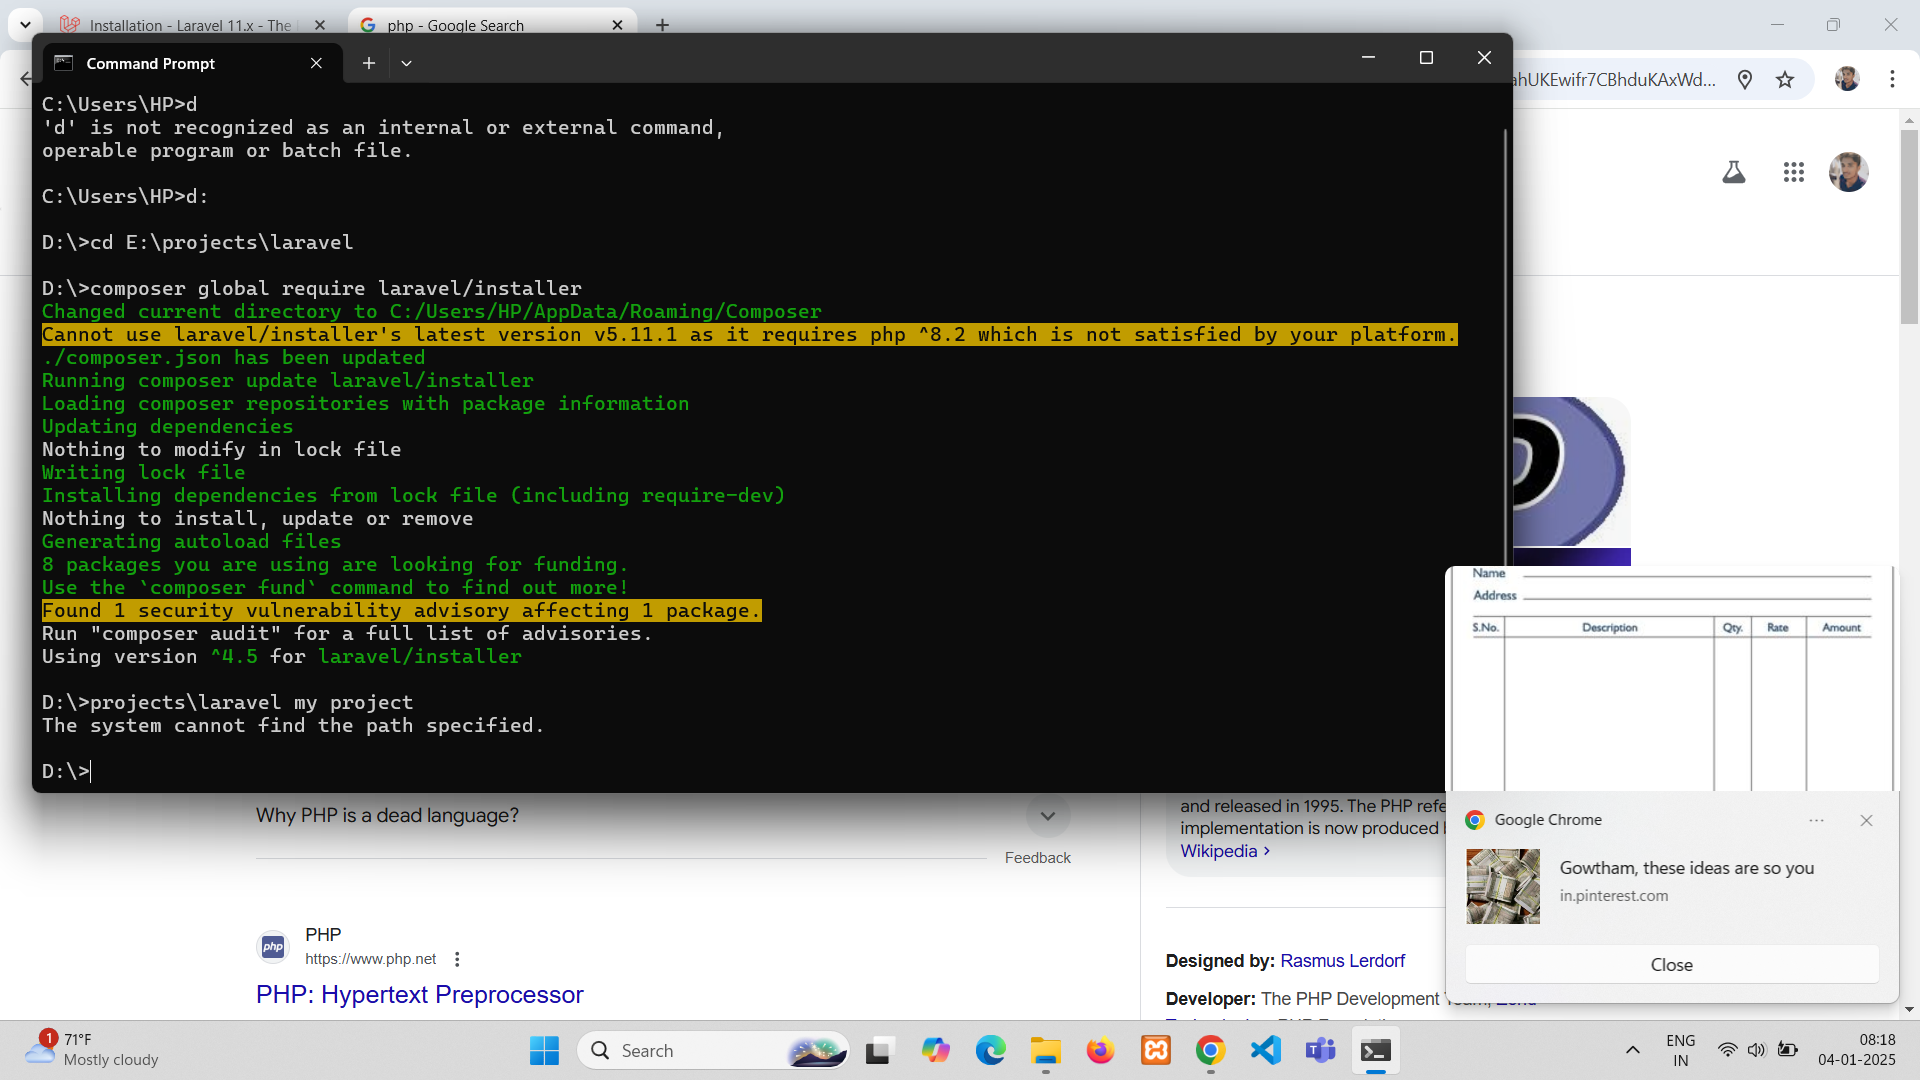 Installation - Laravel 11.x - The
php - Google Search
Command Prompt
ahUKEwifr7CBhduKAxWd...
C:\Users\HP>d
'd' is not recognized as an internal or external command,
operable program or batch file.
C:\Users\HP>d:
D:\>cd E:\projects\laravel
D:\>composer global require laravel/installer
Changed current directory to C:/Users/HP/AppData/Roaming/Composer
Cannot use laravel/installer's latest version v5.11.1 as it requires php ^8.2 which is not satisfied by your platform.
./composer.json has been updated
Running composer update laravel/installer
Loading composer repositories with package information
Updating dependencies
Nothing to modify in lock file
Writing lock file
Installing dependencies from lock file (including require-dev)
Nothing to install, update or remove
Generating autoload files
8 packages you are using are looking for funding.
Use the `composer fund` command to find out more!
Found 1 security vulnerability advisory affecting 1 package.
Run "composer audit" for a full list of advisories.
Using version ^4.5 for laravel/installer
D:\>projects\laravel my project
The system cannot find the path specified.
D:\>
Name
Address
S.No. Description Qty. Rate Amount
Google Chrome
Gowtham, these ideas are so you
in.pinterest.com
Close
Why PHP is a dead language?
Feedback
and released in 1995. The PHP refe
implementation is now produced
Wikipedia
php
PHP
https://www.php.net
PHP: Hypertext Preprocessor
Designed by: Rasmus Lerdorf
Developer: The PHP Development
1
71°F
Mostly cloudy
Search
ENG
IN
08:18
04-01-2025